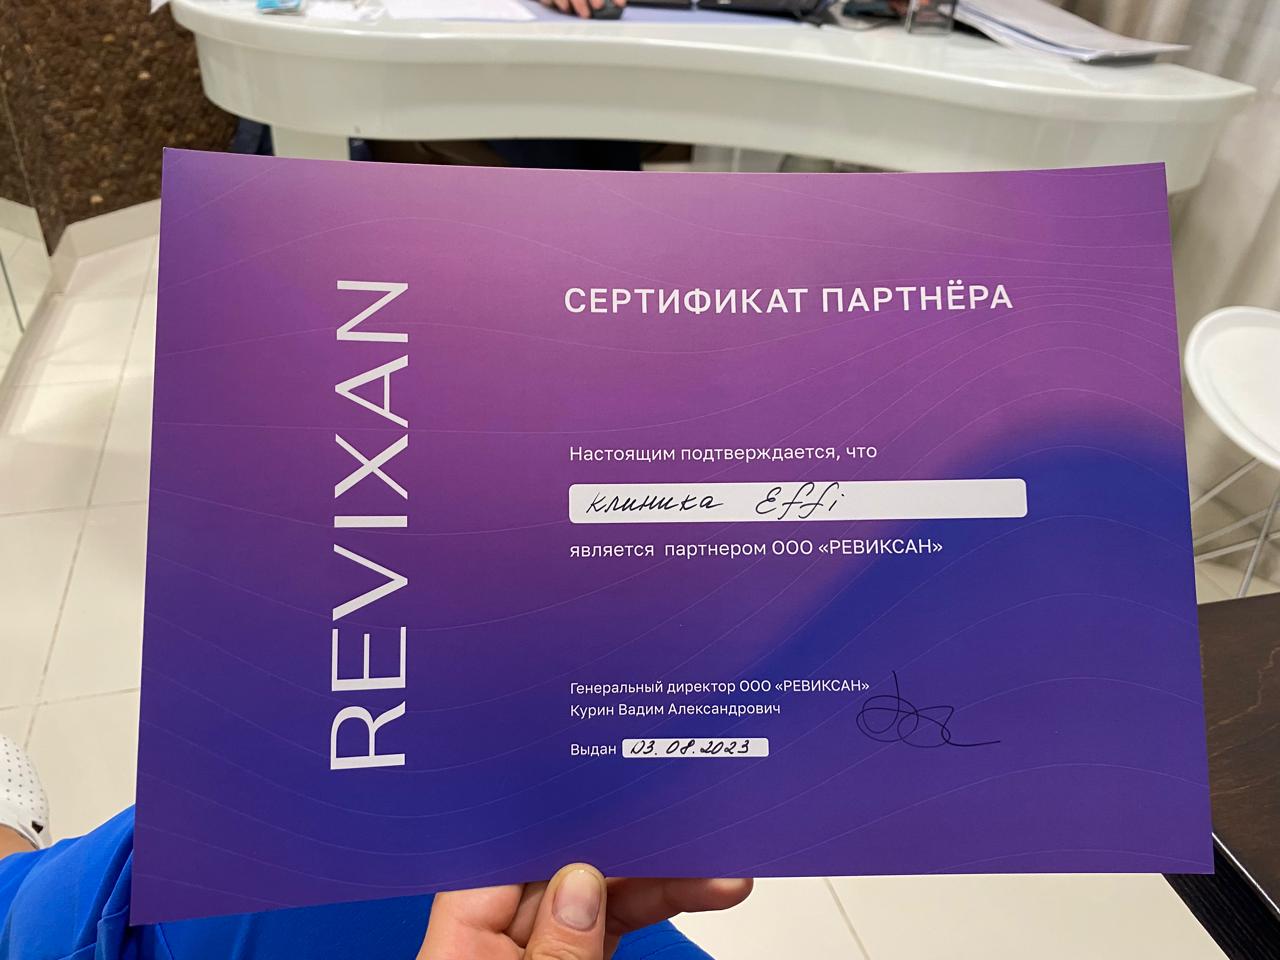 REVIXAN
СЕРТИФИКАТ ПАРТНЁРА
Настоящим подтверждается, что
клиника Effi
является партнером ООО «РЕВИКСАН»
Генеральный директор ООО «РЕВИКСАН»
Курин Вадим Александрович
Выдан 03.08.2023